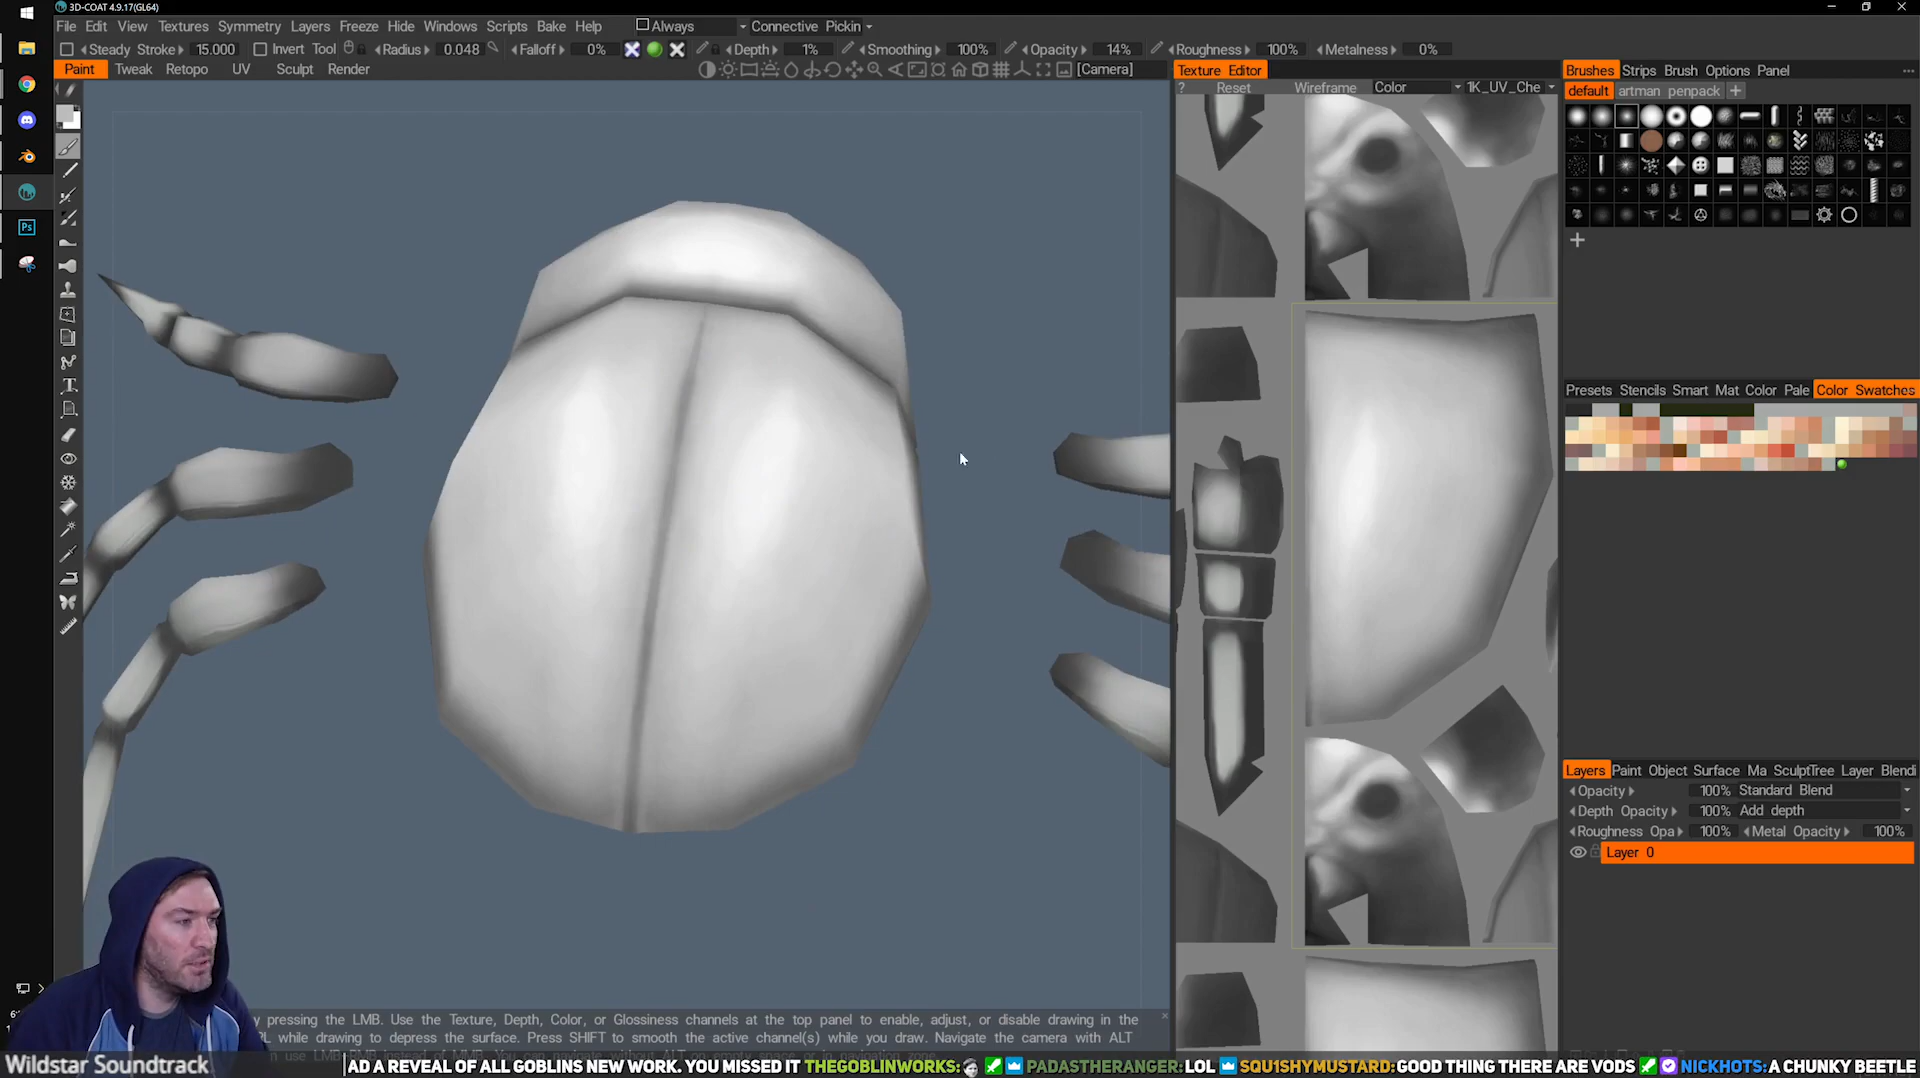 3D-COAT 4.9.17(GL64)
File Edit View Textures Symmetry Layers Freeze Hide Windows Scripts Bake Help Always Connective Pickin
Steady Stroke 15.000 Invert Tool Radius 0.048 Falloff 0% Depth 1% Smoothing 100% Opacity 14% Roughness 100% Metalness 0%
Paint Tweak Retopo UV Sculpt Render [Camera]
Texture Editor
? Reset Wireframe Color 1K_UV_Che
Brushes Strips Brush Options Panel
default artman penpack
Presets Stencils Smart Mat Color Pale Color Swatches
Layers Paint Object Surface Ma SculptTree Layer Blendi
Opacity 100% Standard Blend
Depth Opacity 100% Add depth
Roughness Opa 100% Metal Opacity 100%
Layer 0
y pressing the LMB. Use the Texture, Depth, Color, or Glossiness channels at the top panel to enable, adjust, or disable drawing in the
RL while drawing to depress the surface. Press SHIFT to smooth the active channel(s) while you draw. Navigate the camera with ALT
Wildstar Soundtrack
AD A REVEAL OF ALL GOBLINS NEW WORK. YOU MISSED IT THEGOBLINWORKS: PADASTHERANGER: LOL SQU1SHYMUSTARD: GOOD THING THERE ARE VODS NICKHOTS: A CHUNKY BEETLE